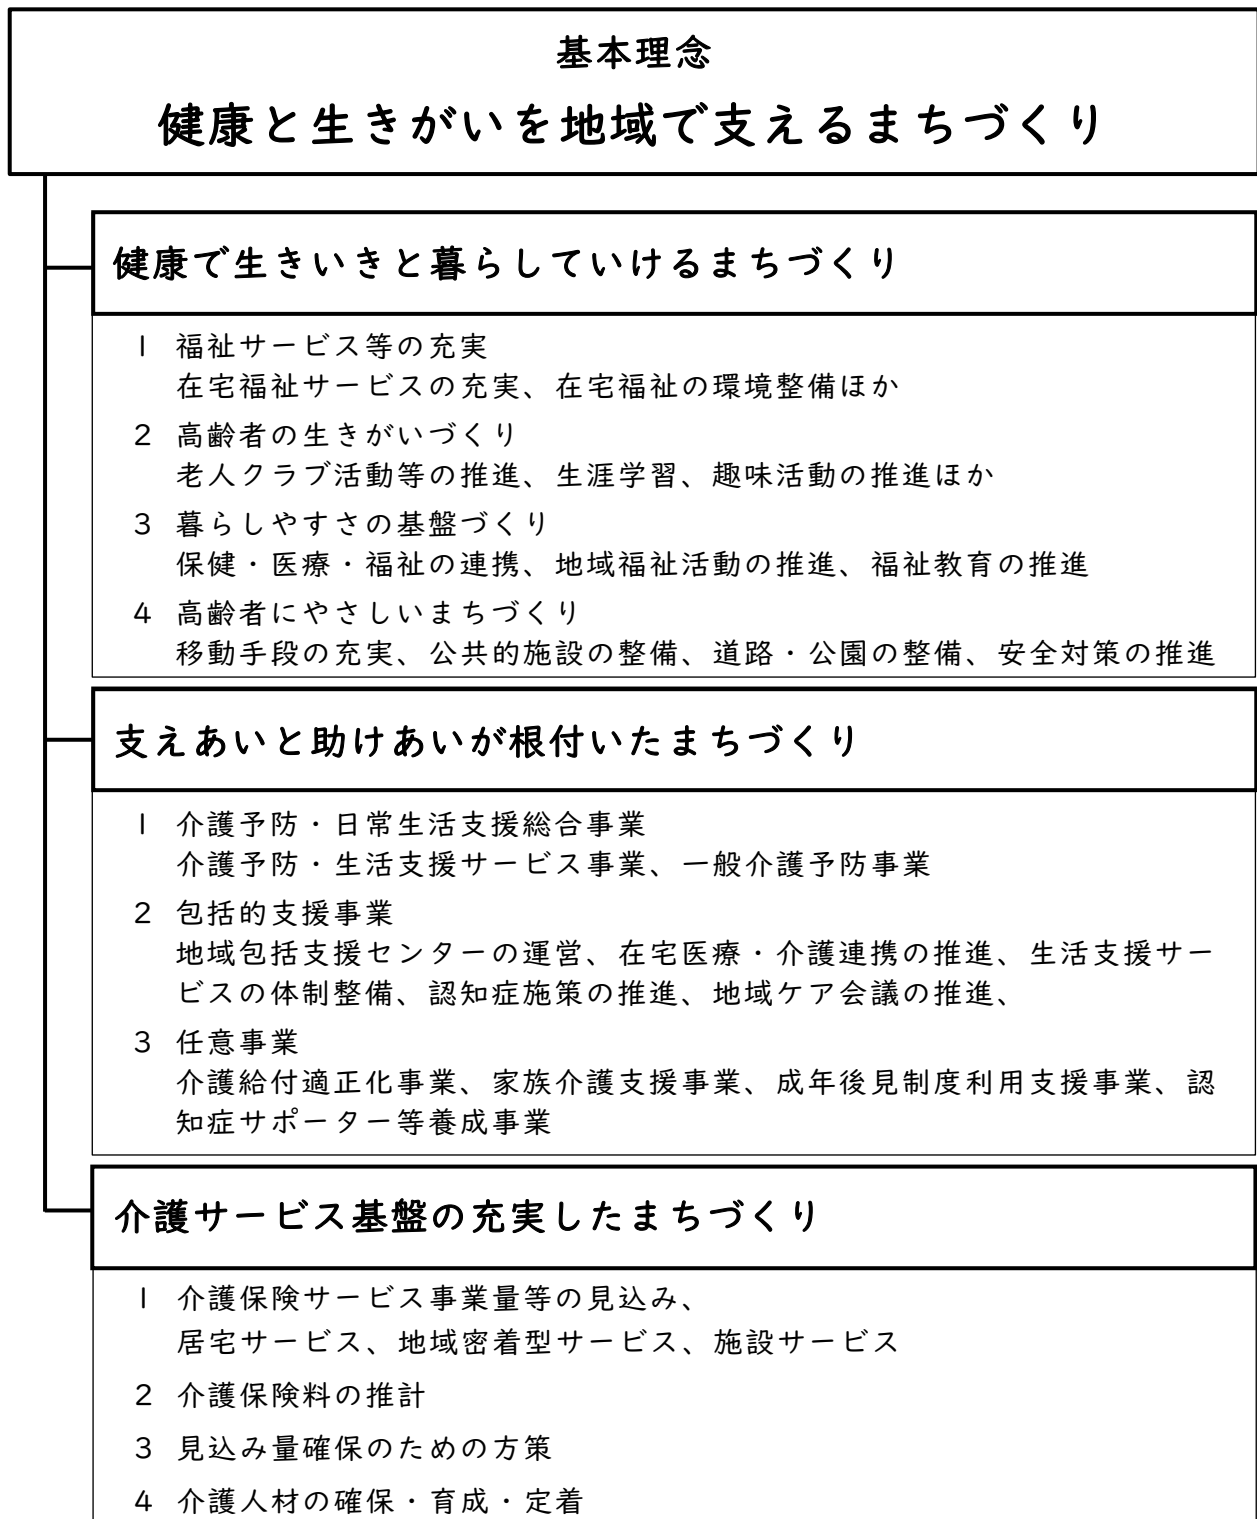 基本理念
健康と生きがいを地域で支えるまちづくり
健康で生きいきと暮らしていけるまちづくり
1 福祉サービス等の充実
在宅福祉サービスの充実、在宅福祉の環境整備ほか
2 高齢者の生きがいづくり
老人クラブ活動等の推進、生涯学習、趣味活動の推進ほか
3 暮らしやすさの基盤づくり
保健・医療・福祉の連携、地域福祉活動の推進、福祉教育の推進
4 高齢者にやさしいまちづくり
移動手段の充実、公共的施設の整備、道路・公園の整備、安全対策の推進
支えあいと助けあいが根付いたまちづくり
1 介護予防・日常生活支援総合事業
介護予防・生活支援サービス事業、一般介護予防事業
2 包括的支援事業
地域包括支援センターの運営、在宅医療・介護連携の推進、生活支援サー
ビスの体制整備、認知症施策の推進、地域ケア会議の推進、
3 任意事業
介護給付適正化事業、家族介護支援事業、成年後見制度利用支援事業、認
知症サポーター等養成事業
介護サービス基盤の充実したまちづくり
1 介護保険サービス事業量等の見込み、
居宅サービス、地域密着型サービス、施設サービス
2 介護保険料の推計
3 見込み量確保のための方策
4 介護人材の確保・育成・定着